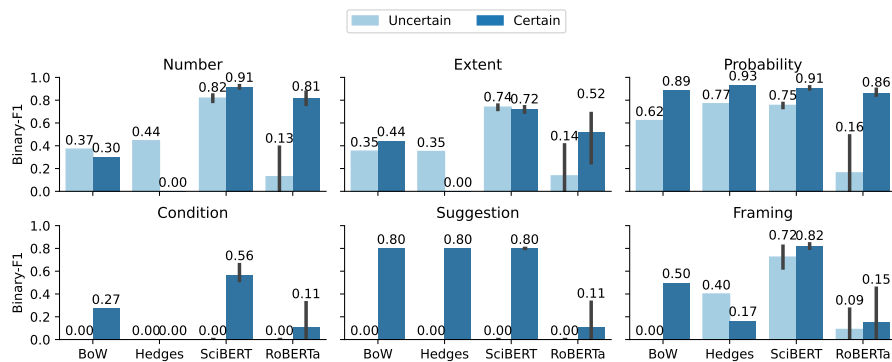 Uncertain Certain
Number Extent Probability
Binary-F1
1.0
0.8
0.6
0.4
0.2
0.0
0.37 0.30 0.44 0.00 0.82 0.91 0.13 0.81
0.35 0.44 0.35 0.00 0.74 0.72 0.14 0.52
0.62 0.89 0.77 0.93 0.75 0.91 0.16 0.86
Condition Suggestion Framing
Binary-F1
1.0
0.8
0.6
0.4
0.2
0.0
0.00 0.27 0.00 0.00 0.00 0.56 0.00 0.11
0.00 0.80 0.00 0.80 0.00 0.80 0.00 0.11
0.00 0.50 0.40 0.17 0.72 0.82 0.09 0.15
BoW Hedges SciBERT RoBERTa
BoW Hedges SciBERT RoBERTa
BoW Hedges SciBERT RoBERTa